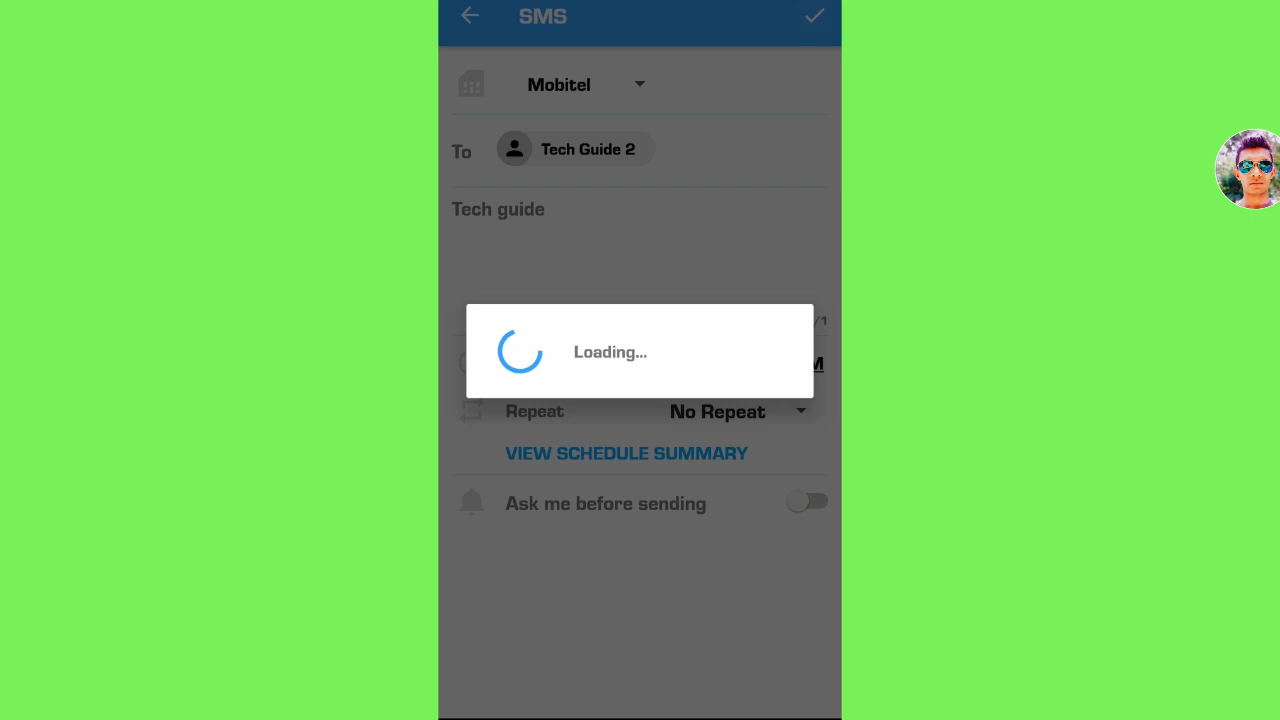 SMS
Mobitel
To Tech Guide 2
Tech guide
/1
Loading...
M
Repeat No Repeat
VIEW SCHEDULE SUMMARY
Ask me before sending